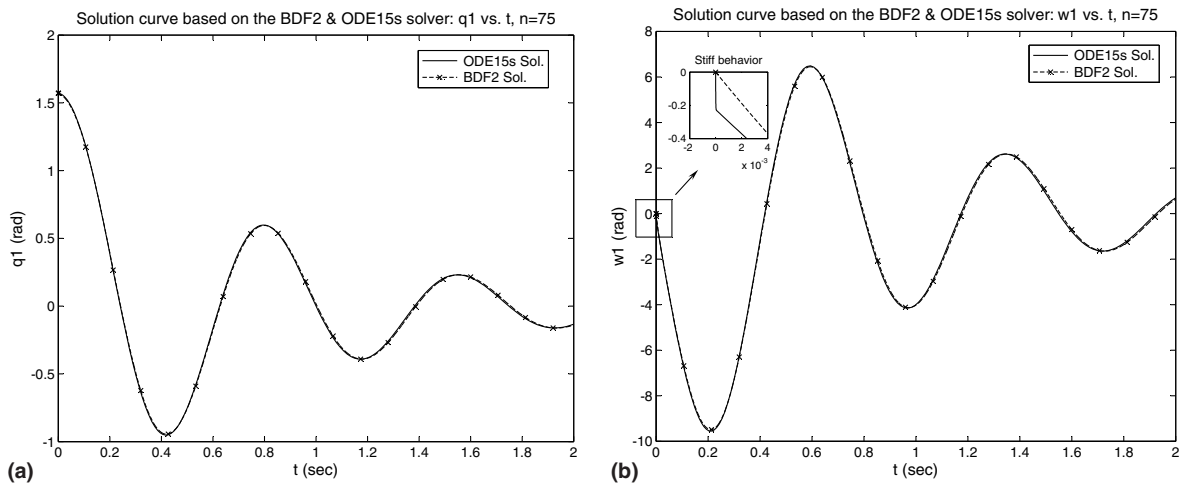 Solution curve based on the BDF2 & ODE15s solver: q1 vs. t, n=75
2
1.5
1
0.5
0
-0.5
-1
q1 (rad)
ODE15s Sol.
BDF2 Sol.
0 0.2 0.4 0.6 0.8 1 1.2 1.4 1.6 1.8 2
t (sec)
(a)
Solution curve based on the BDF2 & ODE15s solver: w1 vs. t, n=75
8
6
4
2
0
-2
-4
-6
-8
-10
w1 (rad)
Stiff behavior
0
-0.2
-0.4
-2 0 2 4
x 10⁻³
ODE15s Sol.
BDF2 Sol.
0 0.2 0.4 0.6 0.8 1 1.2 1.4 1.6 1.8 2
t (sec)
(b)